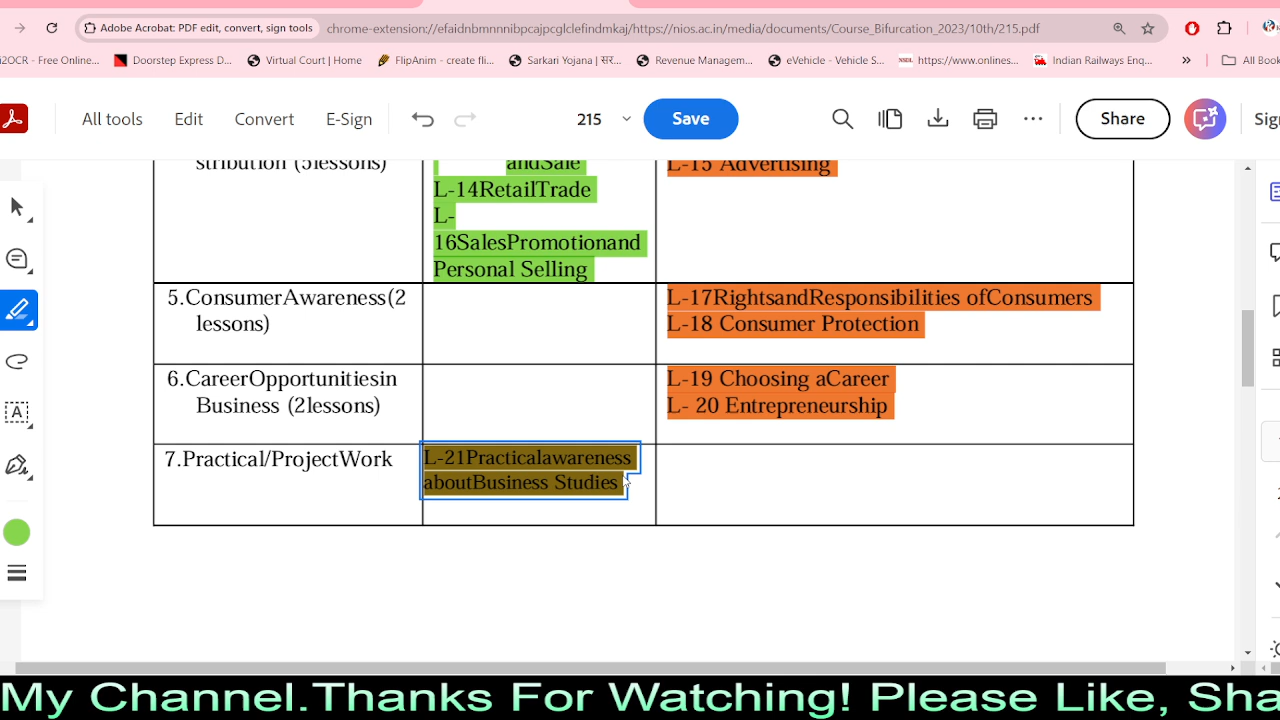 Adobe Acrobat: PDF edit, convert, sign tools
chrome-extension://efaidnbmnnnibpcajpcglclefindmkaj/https://nios.ac.in/media/documents/Course_Bifurcation_2023/10th/215.pdf
i2OCR - Free Online...
Doorstep Express D...
Virtual Court | Home
FlipAnim - create fli...
Sarkari Yojana | सर...
Revenue Managem...
eVehicle - Vehicle S...
https://www.onlines...
Indian Railways Enq...
»
All Book
All tools
Edit
Convert
E-Sign
215
Save
Share
Sign
stribution (5lessons)
andSale
L-14RetailTrade
L-
16SalesPromotionand
Personal Selling
L-15 Advertising
5.ConsumerAwareness(2
lessons)
L-17RightsandResponsibilities ofConsumers
L-18 Consumer Protection
6.CareerOpportunitiesin
Business (2lessons)
L-19 Choosing aCareer
L- 20 Entrepreneurship
7.Practical/ProjectWork
L-21Practicalawareness
aboutBusiness Studies
My Channel.Thanks For Watching! Please Like, Sha